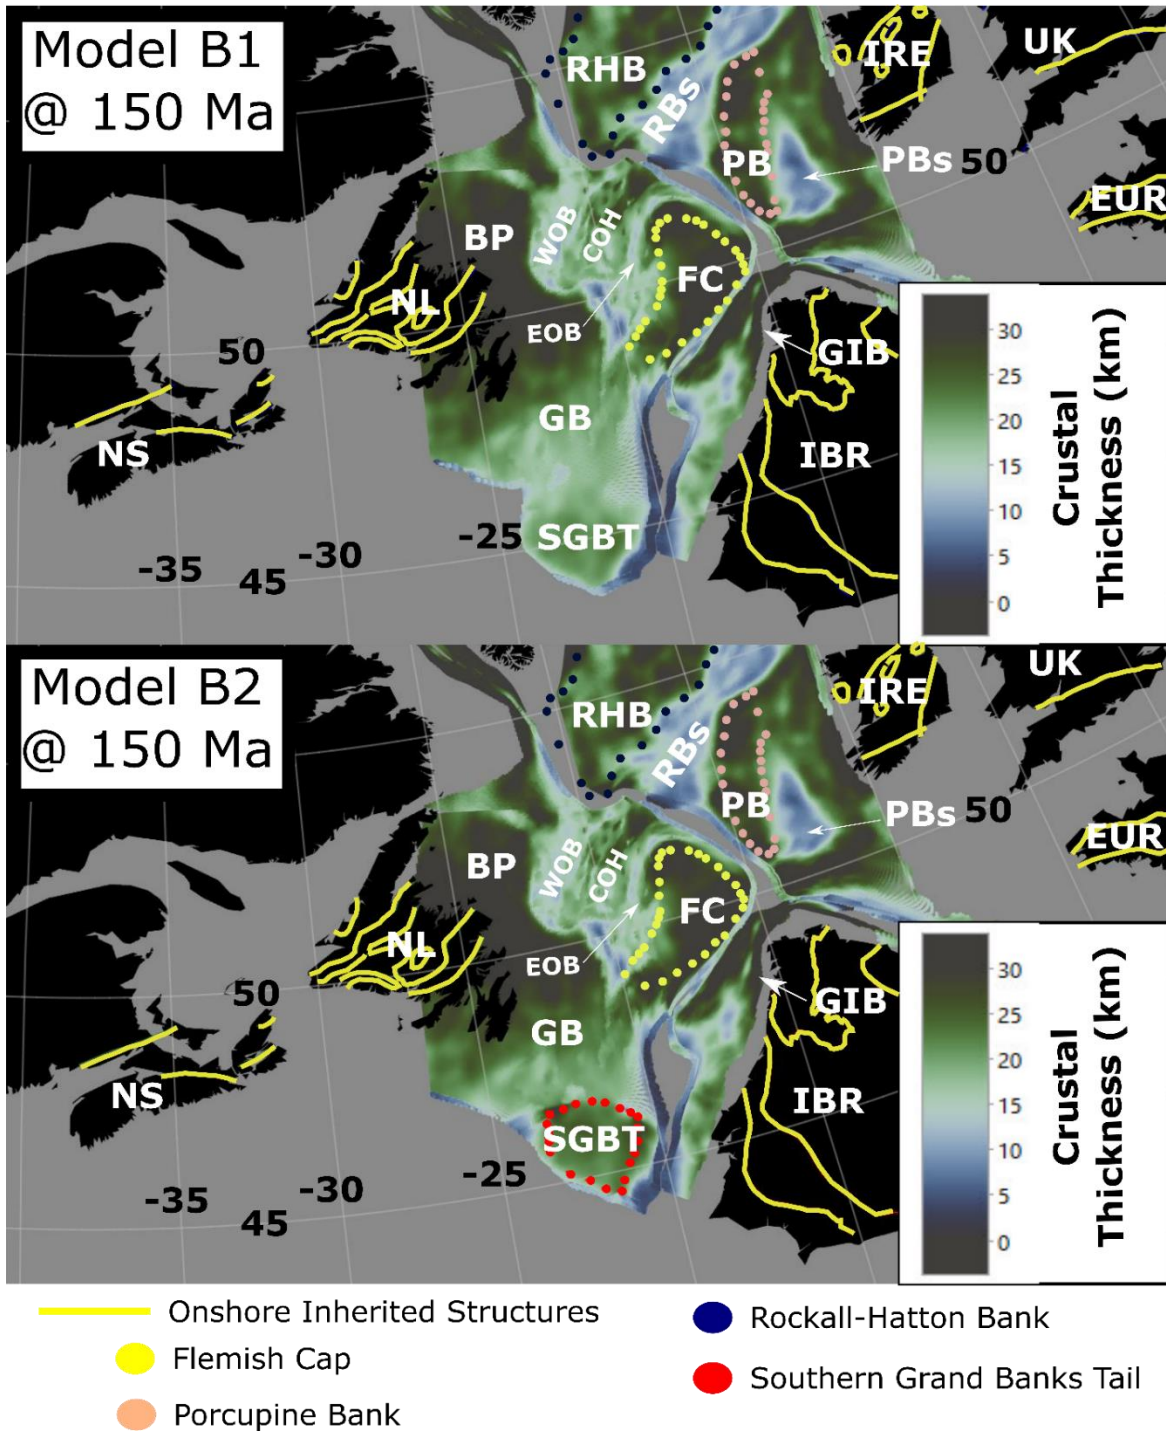 Model B1
@ 150 Ma
RHB
RBs
IRE
UK
PB
PBs
50
EUR
BP
WOB
COH
FC
NL
EOB
GIB
50
GB
NS
IBR
SGBT
-25
-30
-35
45
30
25
20
15
10
5
0
Crustal
Thickness (km)
Model B2
@ 150 Ma
RHB
RBs
IRE
UK
PB
PBs
50
EUR
BP
WOB
COH
FC
NL
EOB
GIB
50
GB
NS
IBR
SGBT
-25
-30
-35
45
30
25
20
15
10
5
0
Crustal
Thickness (km)
Onshore Inherited Structures
Flemish Cap
Porcupine Bank
Rockall-Hatton Bank
Southern Grand Banks Tail